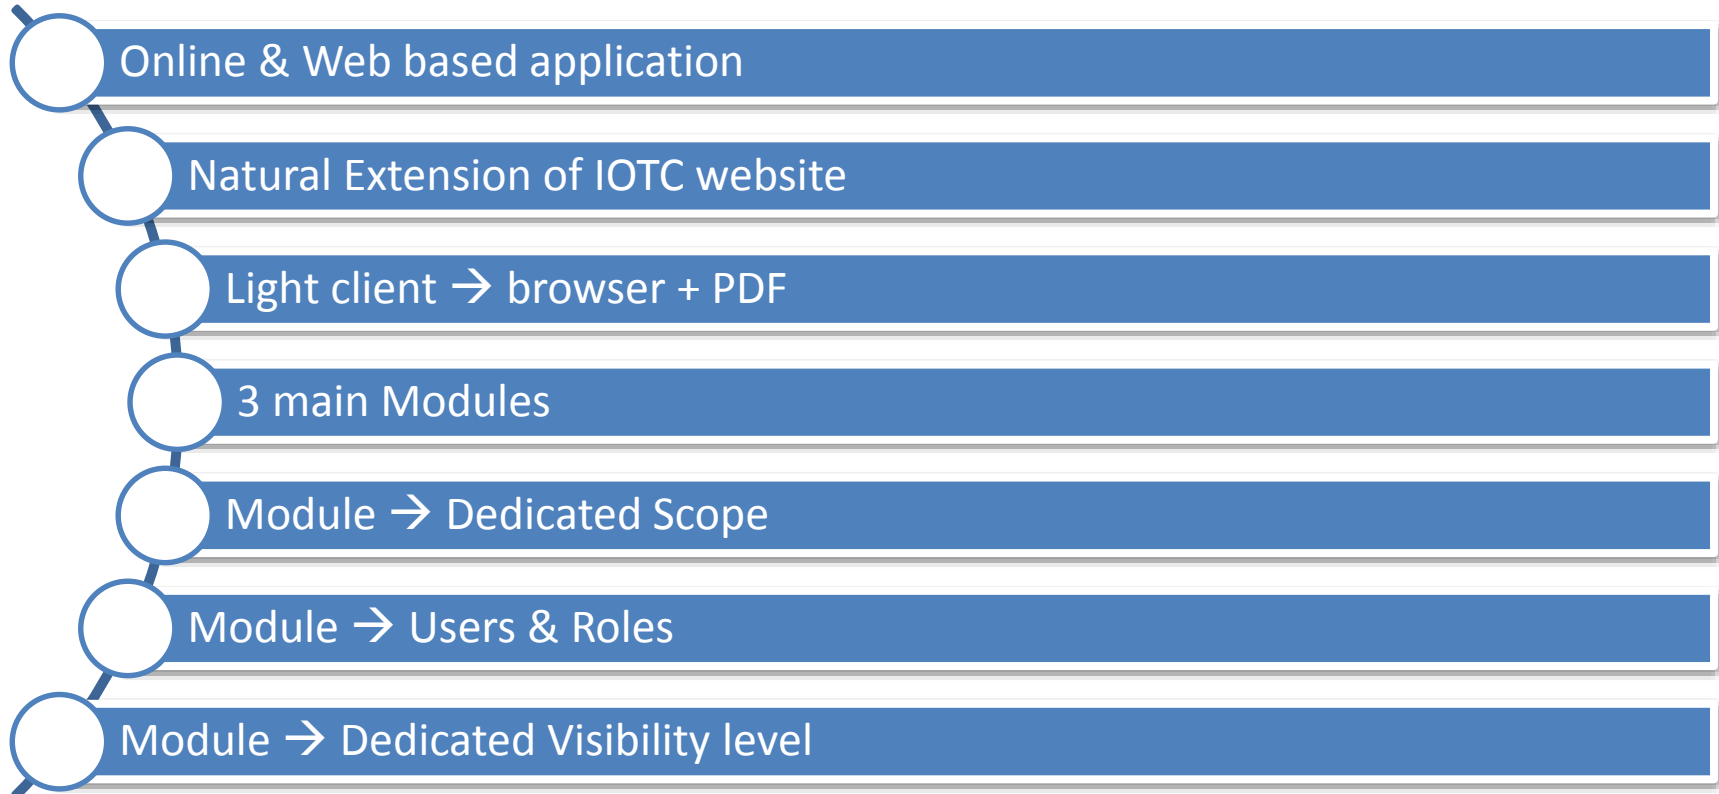 Online & Web based application
Natural Extension of IOTC website
Light client → browser + PDF
3 main Modules
Module → Dedicated Scope
Module → Users & Roles
Module → Dedicated Visibility level